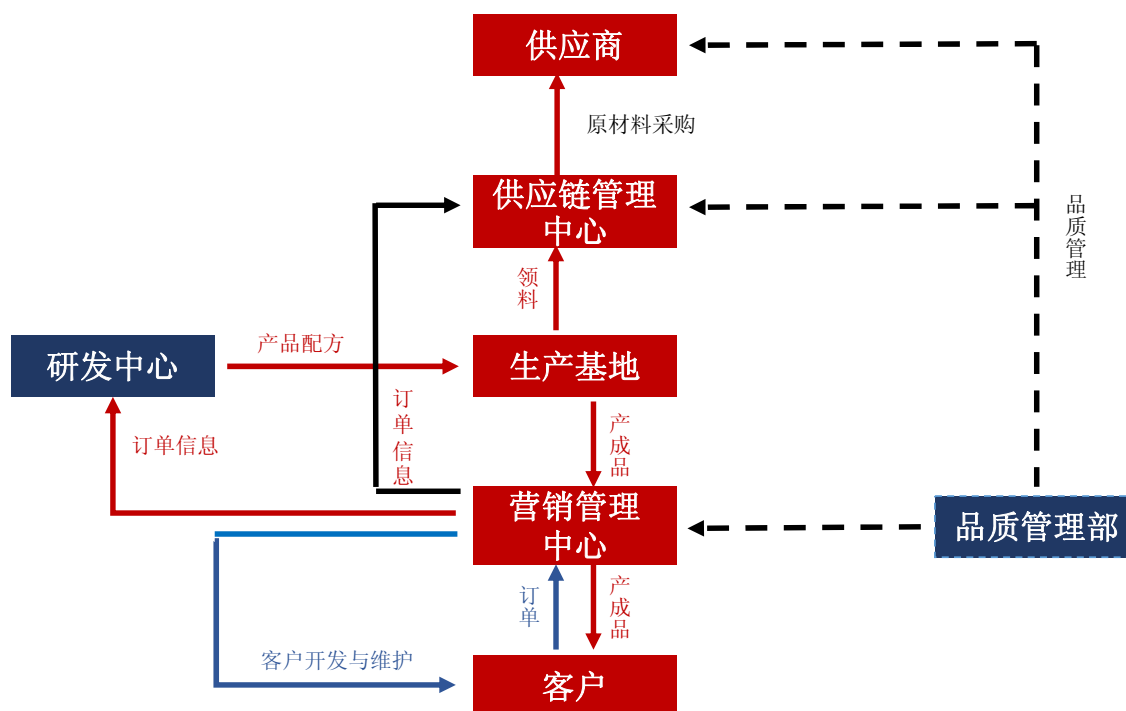 供应商
原材料采购
供应链管理
中心
品质管理
领料
研发中心
产品配方
生产基地
订单信息
订单信息
产成品
营销管理
中心
品质管理部
订单
产成品
客户开发与维护
客户